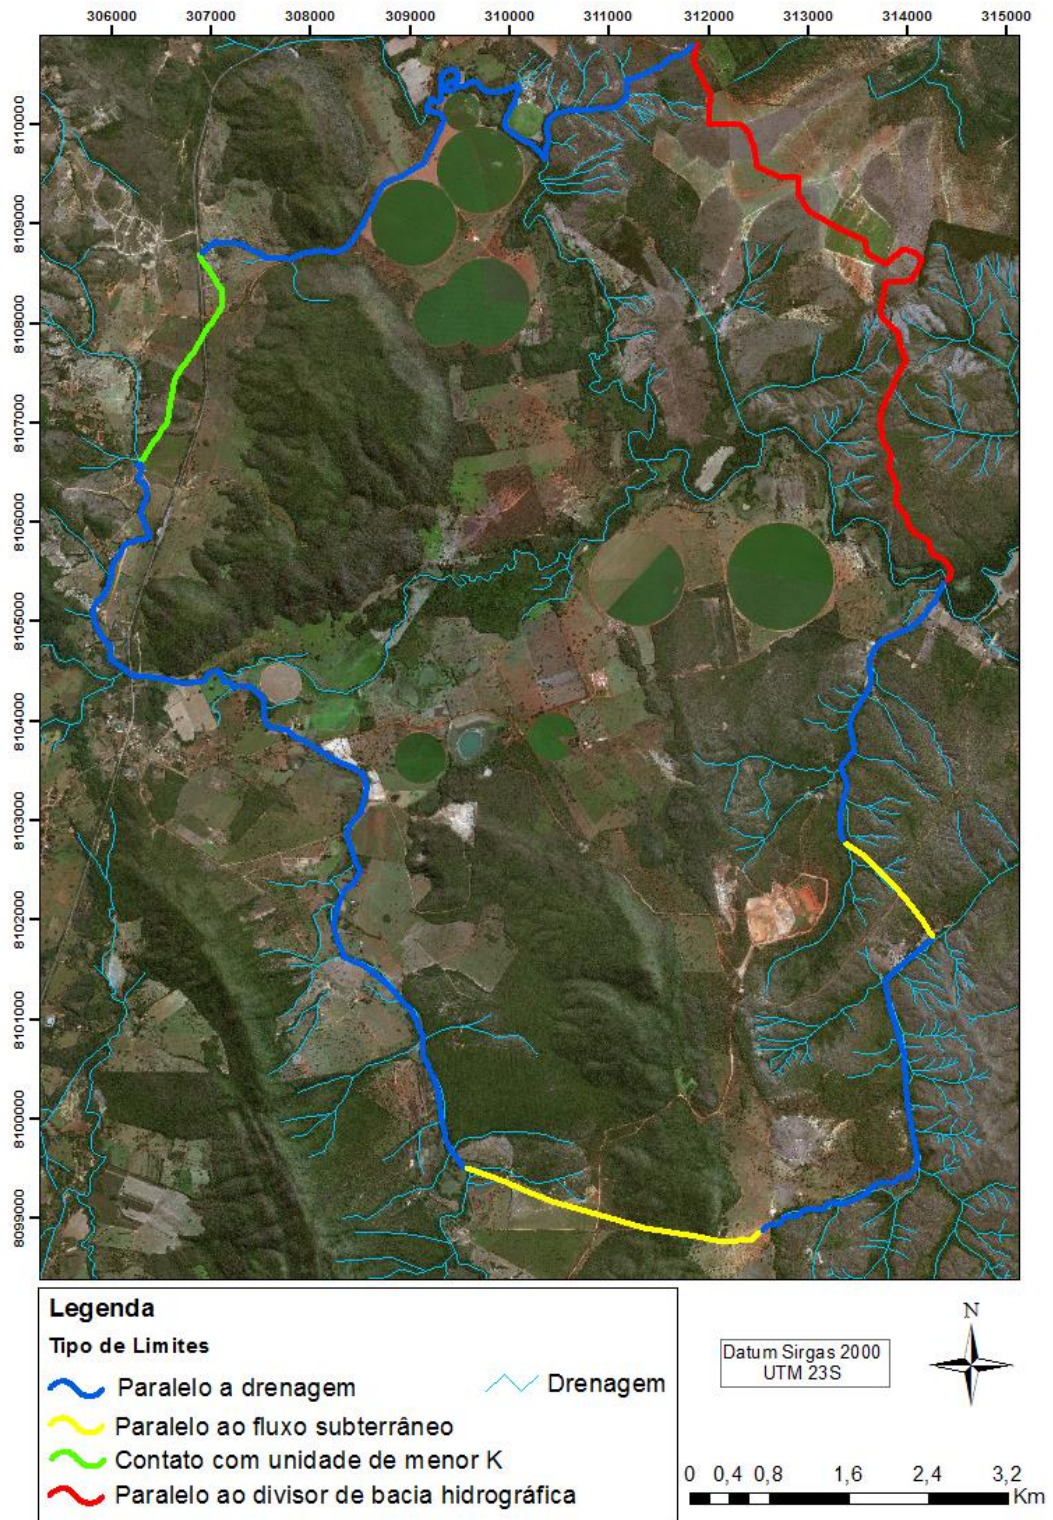 306000 307000 308000 309000 310000 311000 312000 313000 314000 315000
8110000
8109000
8108000
8107000
8106000
8105000
8104000
8103000
8102000
8101000
8100000
8099000
Legenda
Tipo de Limites
Paralelo a drenagem
Drenagem
Paralelo ao fluxo subterrâneo
Contato com unidade de menor K
Paralelo ao divisor de bacia hidrográfica
N
Datum Sirgas 2000
UTM 23S
0 0,4 0,8 1,6 2,4 3,2
Km